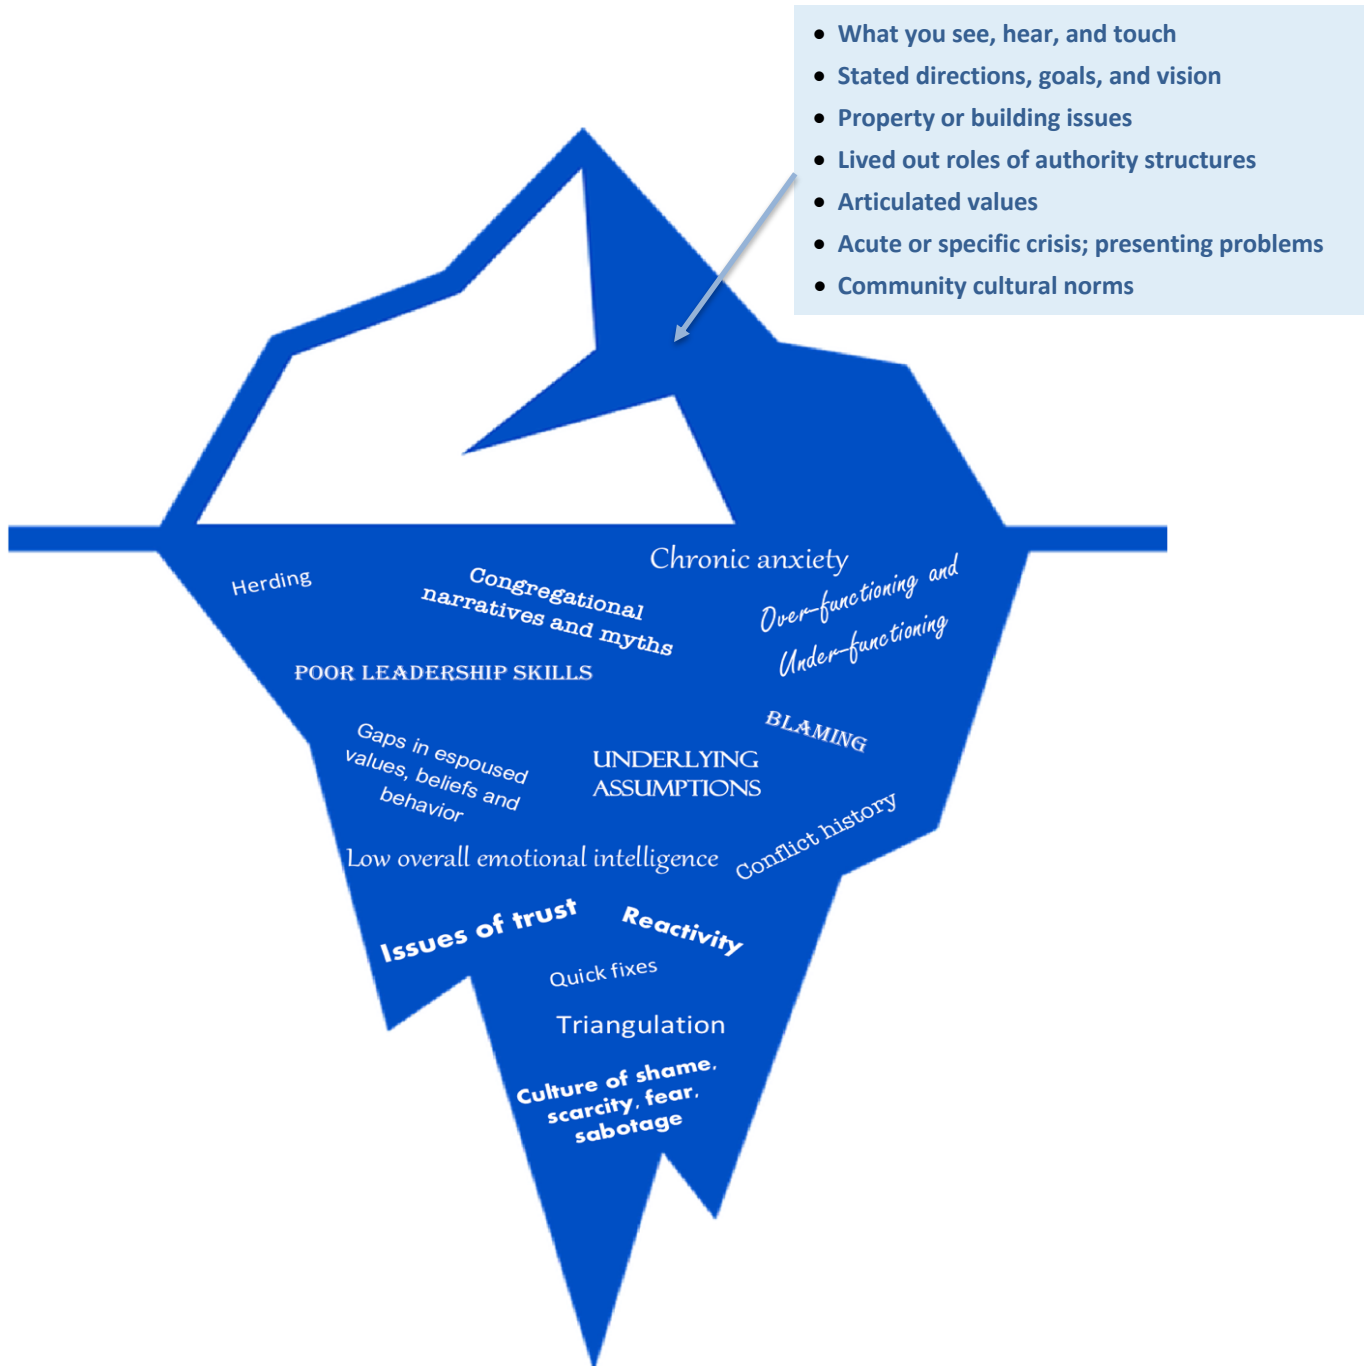 • What you see, hear, and touch
• Stated directions, goals, and vision
• Property or building issues
• Lived out roles of authority structures
• Articulated values
• Acute or specific crisis; presenting problems
• Community cultural norms
Chronic anxiety
Herding
Congregational
narratives and myths
Over-functioning and
Under-functioning
POOR LEADERSHIP SKILLS
BLAMING
Gaps in espoused
values, beliefs and
behavior
UNDERLYING
ASSUMPTIONS
Conflict history
Low overall emotional intelligence
Issues of trust
Reactivity
Quick fixes
Triangulation
Culture of shame,
scarcity, fear,
sabotage